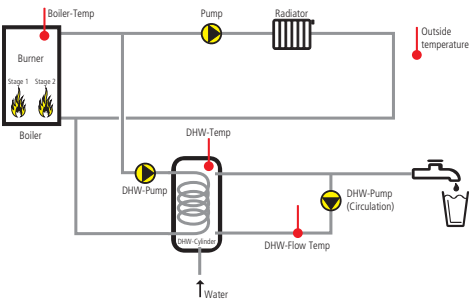 Boiler-Temp
Pump
Radiator
Outside
temperature
Burner
Stage 1 Stage 2
Boiler
DHW-Temp
DHW-Pump
DHW-Pump
(Circulation)
DHW-Cylinder
DHW-Flow Temp
Water